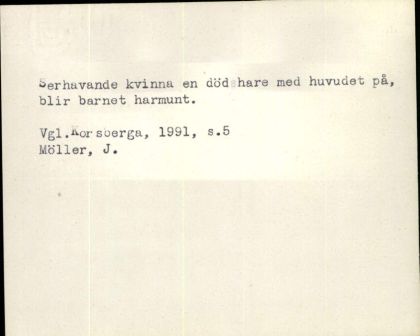 Serhavande kvinna en död hare med huvudet på,
blir barnet harmunt.
Vgl. Korsberga, 1991, s.5
Möller, J.